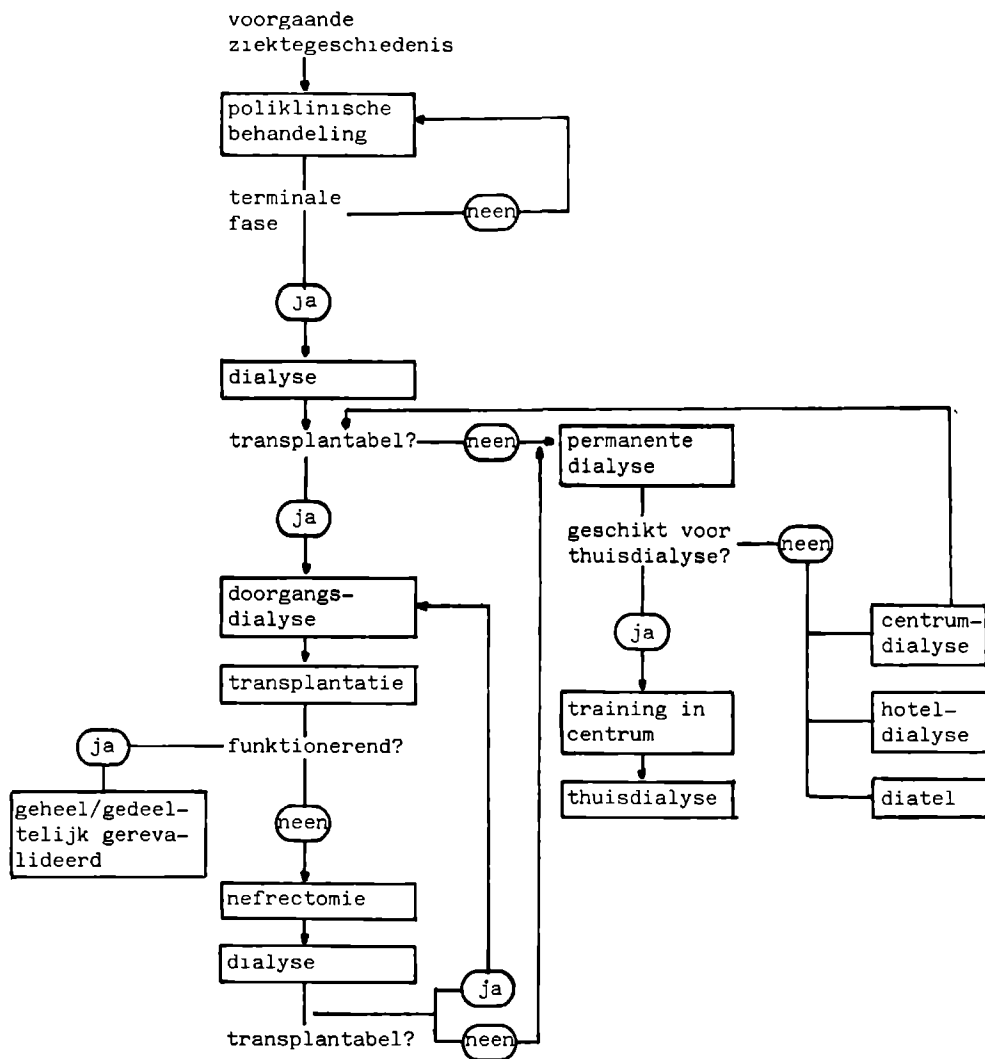 voorgaande
ziektegeschiedenis
poliklinische
behandeling
terminale
fase
neen
ja
dialyse
transplantabel?
neen
permanente
dialyse
ja
geschikt voor
thuisdialyse?
neen
doorgangs-
dialyse
ja
centrum-
dialyse
transplantatie
training in
centrum
hotel-
dialyse
ja
funktionerend?
thuisdialyse
diatel
geheel/gedeel-
telijk gereva-
lideerd
neen
nefrectomie
dialyse
ja
transplantabel?
neen